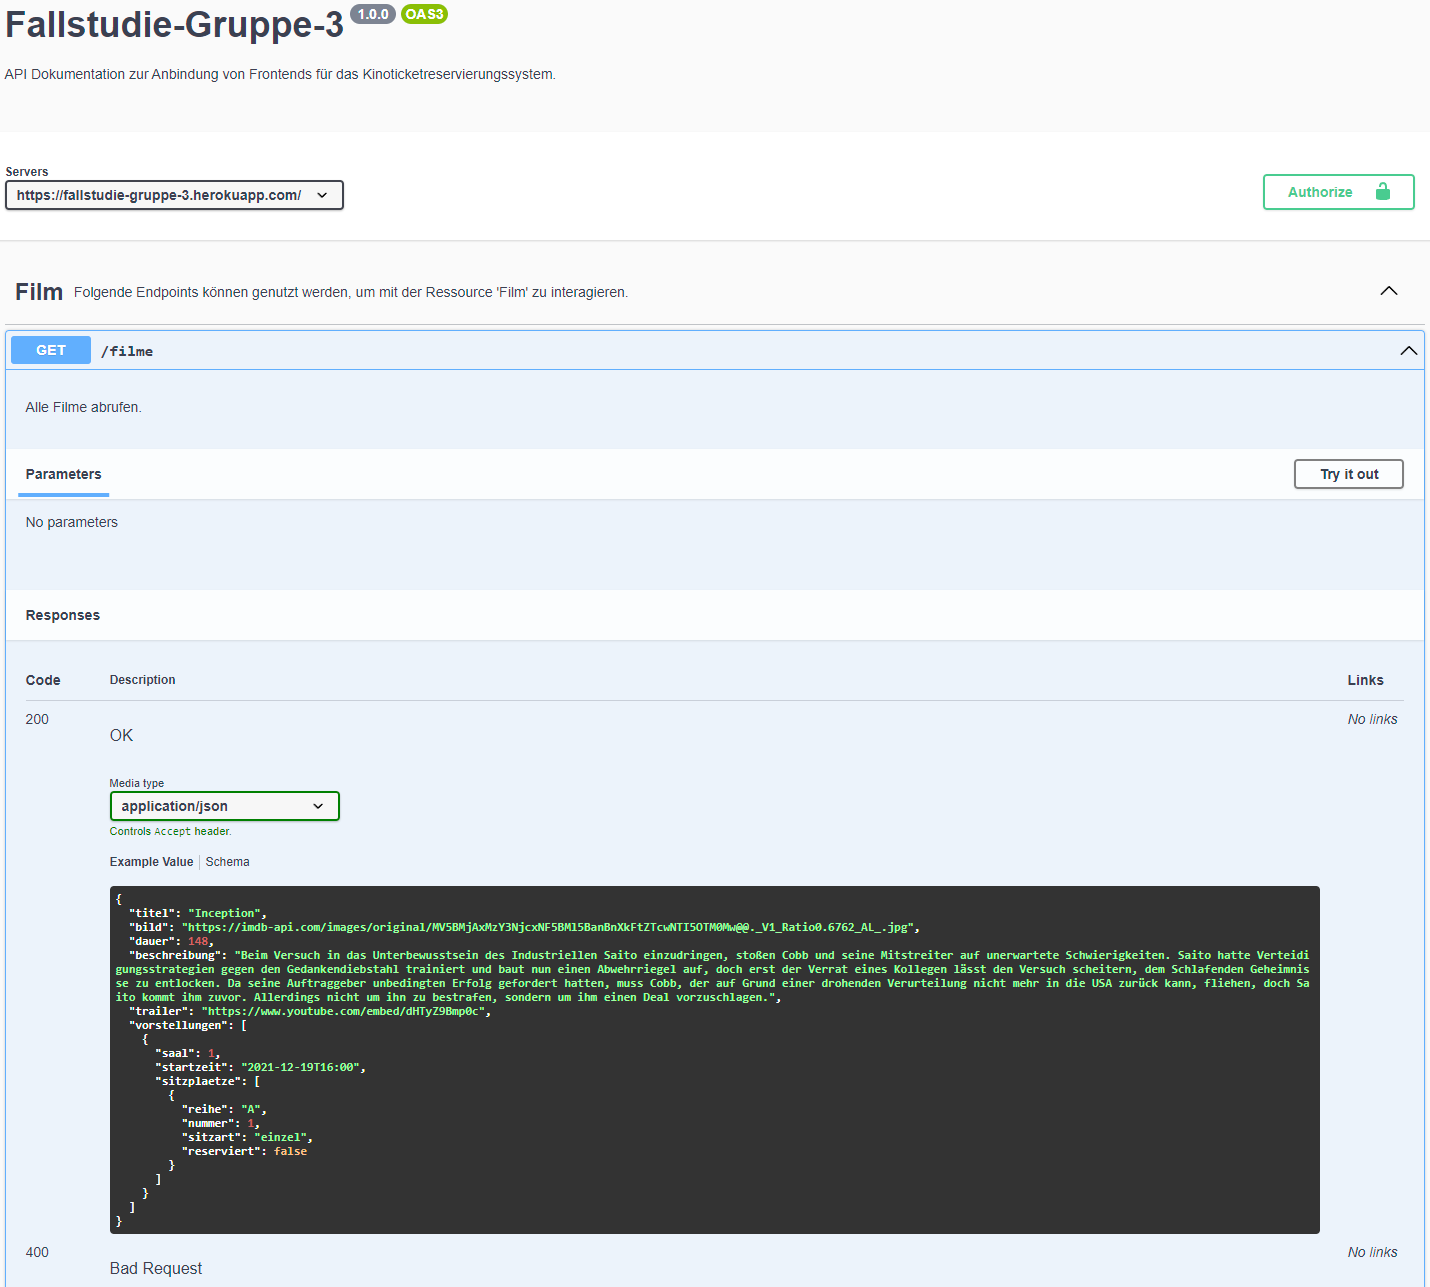 Fallstudie-Gruppe-3 1.0.0 OAS3
API Dokumentation zur Anbindung von Frontends für das Kinoticketreservierungssystem.
Servers
https://fallstudie-gruppe-3.herokuapp.com/
Authorize
Film Folgende Endpoints können genutzt werden, um mit der Ressource 'Film' zu interagieren.
GET /filme
Alle Filme abrufen.
Parameters
Try it out
No parameters
Responses
Code Description Links
200 No links
OK
Media type
application/json
Controls Accept header.
Example Value Schema
{
"titel": "Inception",
"bild": "https://imdb-api.com/images/original/MV5BMjAxMzY3NjcxNF5BMl5BanBnXkFtZTcwNTI5OTM0Mw@@._V1_Ratio0.6762_AL_.jpg",
"dauer": 148,
"beschreibung": "Beim Versuch in das Unterbewusstsein des Industriellen Saito einzudringen, stoßen Cobb und seine Mitstreiter auf unerwartete Schwierigkeiten. Saito hatte Verteidi
gungsstrategien gegen den Gedankendiebstahl trainiert und baut nun einen Abwehrriegel auf, doch erst der Verrat eines Kollegen lässt den Versuch scheitern, dem Schlafenden Geheimnis
se zu entlocken. Da seine Auftraggeber unbedingten Erfolg gefordert hatten, muss Cobb, der auf Grund einer drohenden Verurteilung nicht mehr in die USA zurück kann, fliehen, doch Sa
ito kommt ihm zuvor. Allerdings nicht um ihn zu bestrafen, sondern um ihm einen Deal vorzuschlagen.",
"trailer": "https://www.youtube.com/embed/dHTyZ9Bmp0c",
"vorstellungen": [
{
"saal": 1,
"startzeit": "2021-12-19T16:00",
"sitzplaetze": [
{
"reihe": "A",
"nummer": 1,
"sitzart": "einzel",
"reserviert": false
}
]
}
]
}
400 No links
Bad Request